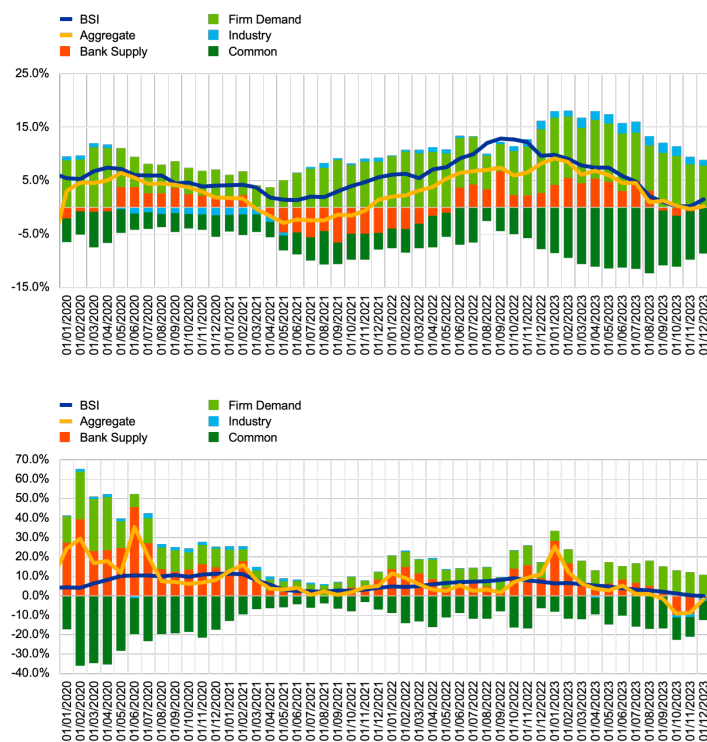 BSI Firm Demand
Aggregate Industry
Bank Supply Common
25.0%
15.0%
5.0%
-5.0%
-15.0%
01/01/2020 01/02/2020 01/03/2020 01/04/2020 01/05/2020 01/06/2020 01/07/2020 01/08/2020 01/09/2020 01/10/2020 01/11/2020 01/12/2020 01/01/2021 01/02/2021 01/03/2021 01/04/2021 01/05/2021 01/06/2021 01/07/2021 01/08/2021 01/09/2021 01/10/2021 01/11/2021 01/12/2021 01/01/2022 01/02/2022 01/03/2022 01/04/2022 01/05/2022 01/06/2022 01/07/2022 01/08/2022 01/09/2022 01/10/2022 01/11/2022 01/12/2022 01/01/2023 01/02/2023 01/03/2023 01/04/2023 01/05/2023 01/06/2023 01/07/2023 01/08/2023 01/09/2023 01/10/2023 01/11/2023 01/12/2023
BSI Firm Demand
Aggregate Industry
Bank Supply Common
70.0%
60.0%
50.0%
40.0%
30.0%
20.0%
10.0%
0.0%
-10.0%
-20.0%
-30.0%
-40.0%
01/01/2020 01/02/2020 01/03/2020 01/04/2020 01/05/2020 01/06/2020 01/07/2020 01/08/2020 01/09/2020 01/10/2020 01/11/2020 01/12/2020 01/01/2021 01/02/2021 01/03/2021 01/04/2021 01/05/2021 01/06/2021 01/07/2021 01/08/2021 01/09/2021 01/10/2021 01/11/2021 01/12/2021 01/01/2022 01/02/2022 01/03/2022 01/04/2022 01/05/2022 01/06/2022 01/07/2022 01/08/2022 01/09/2022 01/10/2022 01/11/2022 01/12/2022 01/01/2023 01/02/2023 01/03/2023 01/04/2023 01/05/2023 01/06/2023 01/07/2023 01/08/2023 01/09/2023 01/10/2023 01/11/2023 01/12/2023